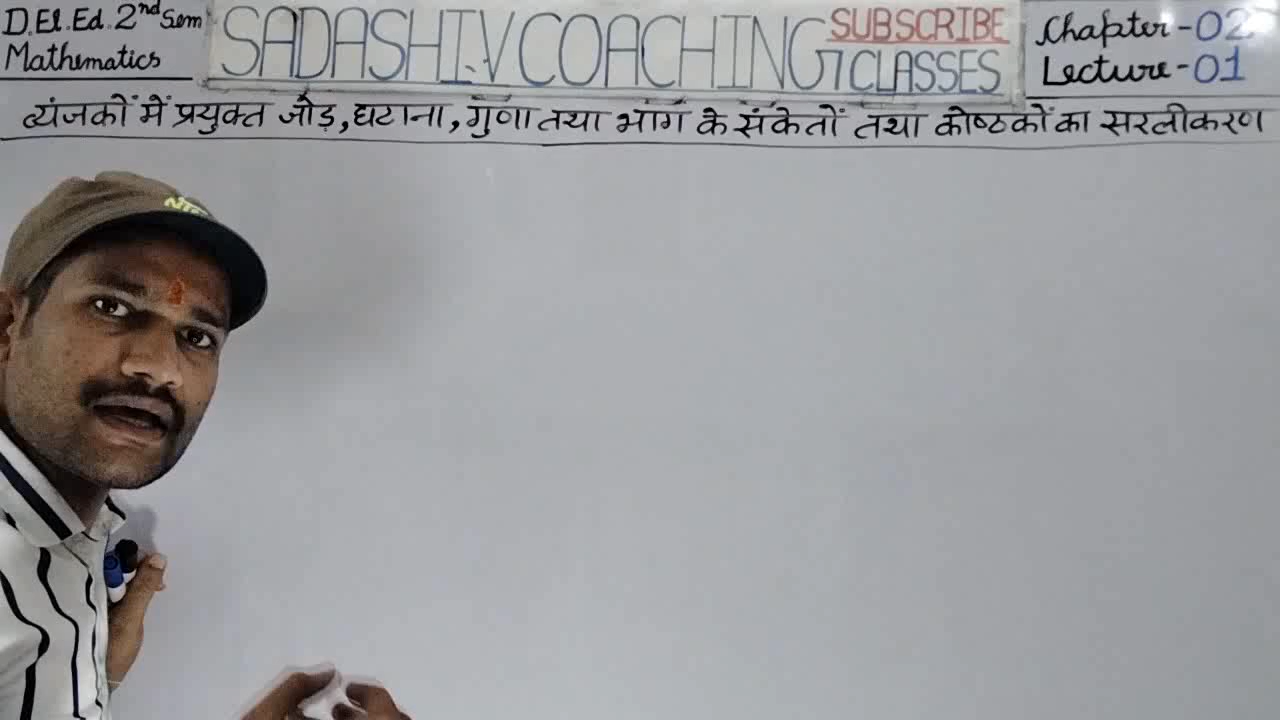 D.El.Ed. 2nd Sem
Mathematics
SADASHIV COACHING
SUBSCRIBE
CLASSES
Chapter-02
Lecture-01
व्यंजकों में प्रयुक्त जोड़, घटाना, गुणा तथा भाग के संकेतों तथा कोष्ठकों का सरलीकरण